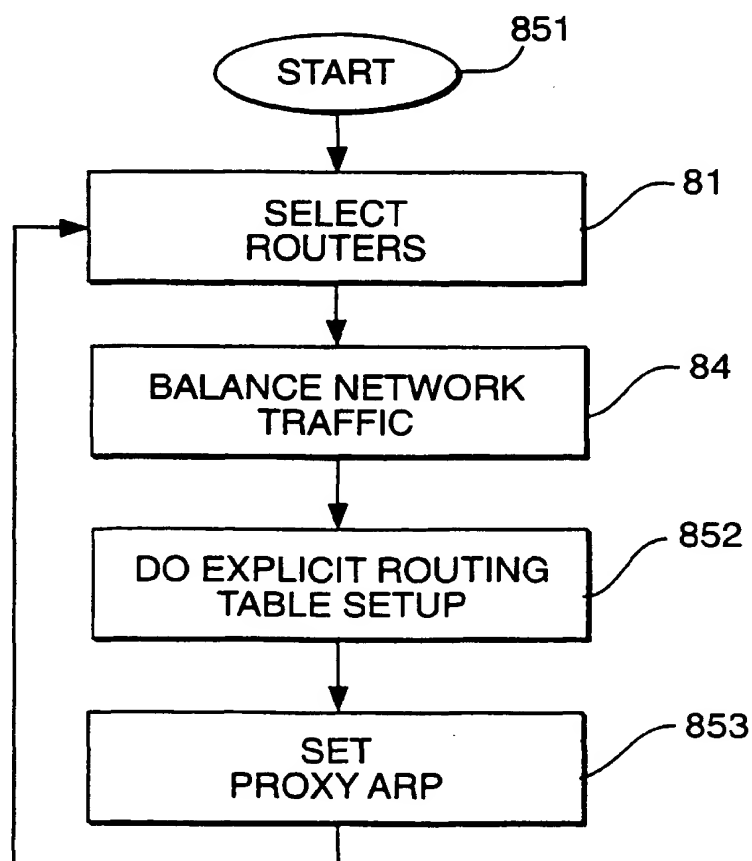 START
851
SELECT
ROUTERS
81
BALANCE NETWORK
TRAFFIC
84
DO EXPLICIT ROUTING
TABLE SETUP
852
SET
PROXY ARP
853